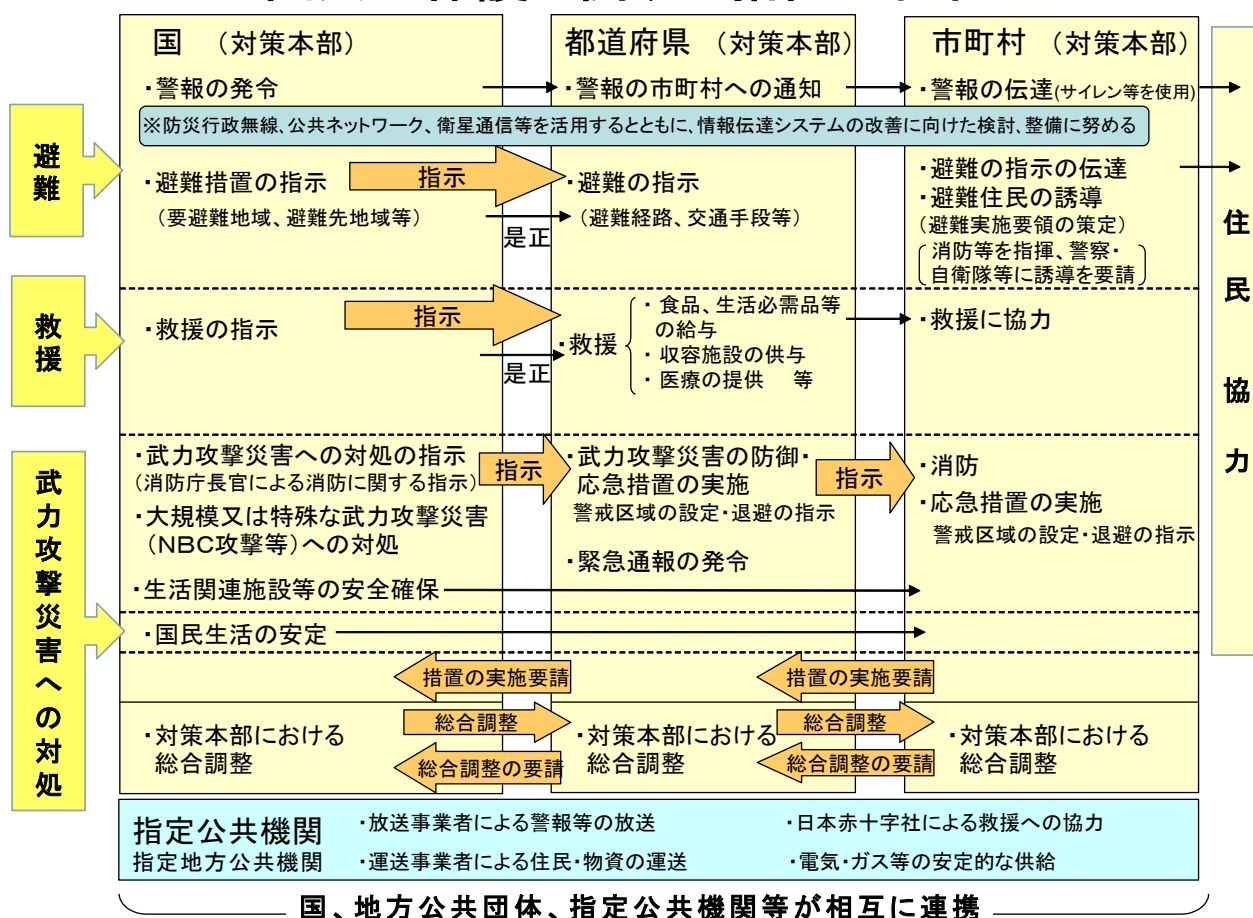 国 （対策本部）
都道府県 （対策本部）
市町村 （対策本部）
・警報の発令
・警報の市町村への通知
・警報の伝達(サイレン等を使用)
※防災行政無線、公共ネットワーク、衛星通信等を活用するとともに、情報伝達システムの改善に向けた検討、整備に努める
避難
・避難措置の指示
(要避難地域、避難先地域等)
指示
是正
・避難の指示
(避難経路、交通手段等)
・避難の指示の伝達
・避難住民の誘導
(避難実施要領の策定)
消防等を指揮、警察・
自衛隊等に誘導を要請
救援
・救援の指示
指示
是正
・救援
・ 食品、生活必需品等
の給与
・ 収容施設の供与
・ 医療の提供 等
・救援に協力
住民協力
武力攻撃災害への対処
・武力攻撃災害への対処の指示
(消防庁長官による消防に関する指示)
・大規模又は特殊な武力攻撃災害
(NBC攻撃等)への対処
指示
・武力攻撃災害の防御・
応急措置の実施
警戒区域の設定・退避の指示
・緊急通報の発令
指示
・消防
・応急措置の実施
警戒区域の設定・退避の指示
・生活関連施設等の安全確保
・国民生活の安定
措置の実施要請
措置の実施要請
・対策本部における
総合調整
総合調整
総合調整の要請
・対策本部における
総合調整
総合調整
総合調整の要請
・対策本部における
総合調整
指定公共機関
指定地方公共機関
・放送事業者による警報等の放送
・日本赤十字社による救援への協力
・運送事業者による住民・物資の運送
・電気・ガス等の安定的な供給
国、地方公共団体、指定公共機関等が相互に連携